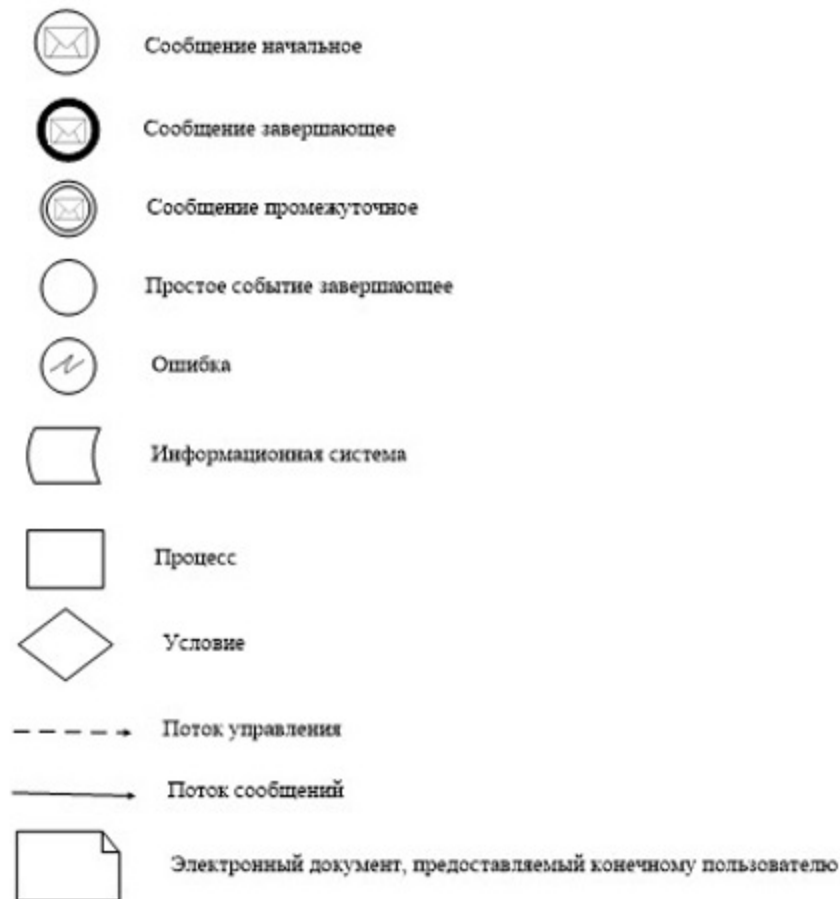 Сообщение начальное
Сообщение завершающее
Сообщение промежуточное
Простое событие завершающее
Ошибка
Информационная система
Процесс
Условие
Поток управления
Поток сообщений
Электронный документ, предоставляемый конечному пользователю